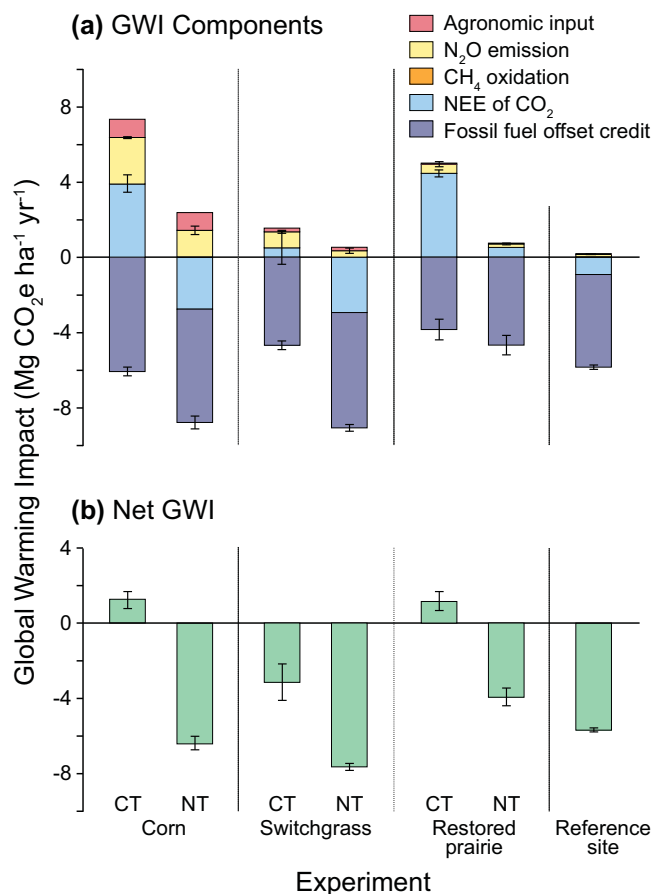 (a) GWI Components
Agronomic input
N₂O emission
CH₄ oxidation
NEE of CO₂
Fossil fuel offset credit
8
4
0
-4
-8
Global Warming Impact (Mg CO₂e ha⁻¹ yr⁻¹)
(b) Net GWI
4
0
-4
-8
CT NT CT NT CT NT
Corn Switchgrass Restored prairie Reference site
Experiment